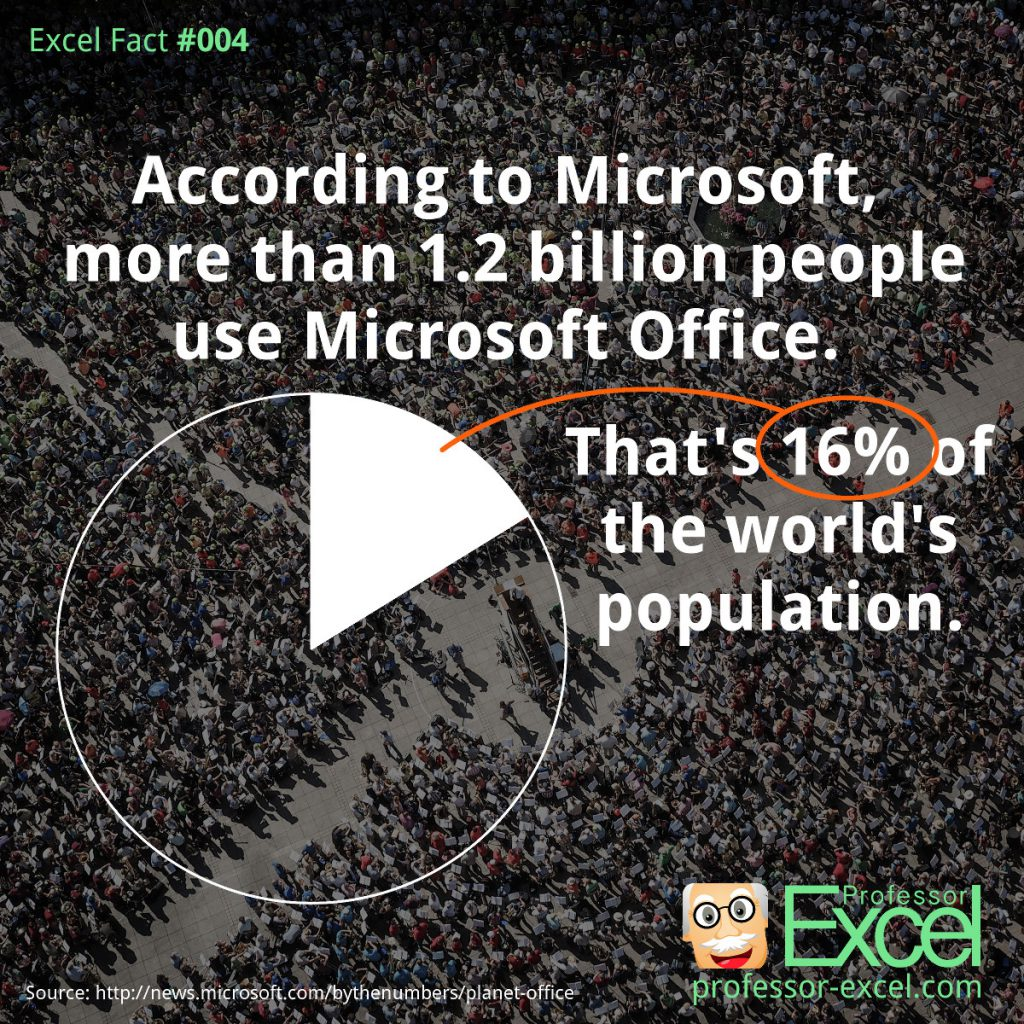 Excel Fact #004
According to Microsoft,
more than 1.2 billion people
use Microsoft Office.
That's 16% of
the world's
population.
Professor
Excel
professor-excel.com
Source: http://news.microsoft.com/bythenumbers/planet-office